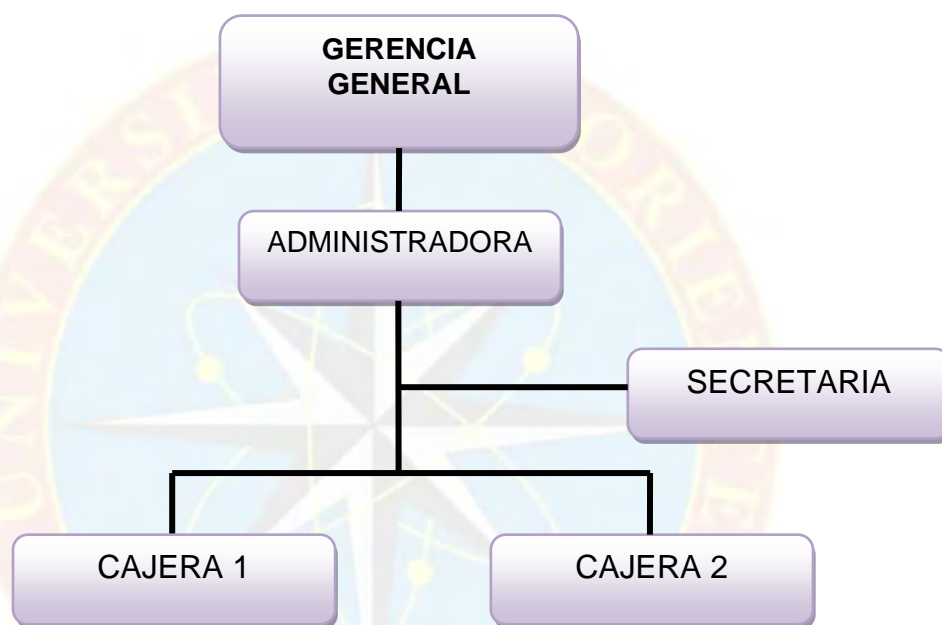 GERENCIA
GENERAL
ADMINISTRADORA
SECRETARIA
CAJERA 1
CAJERA 2